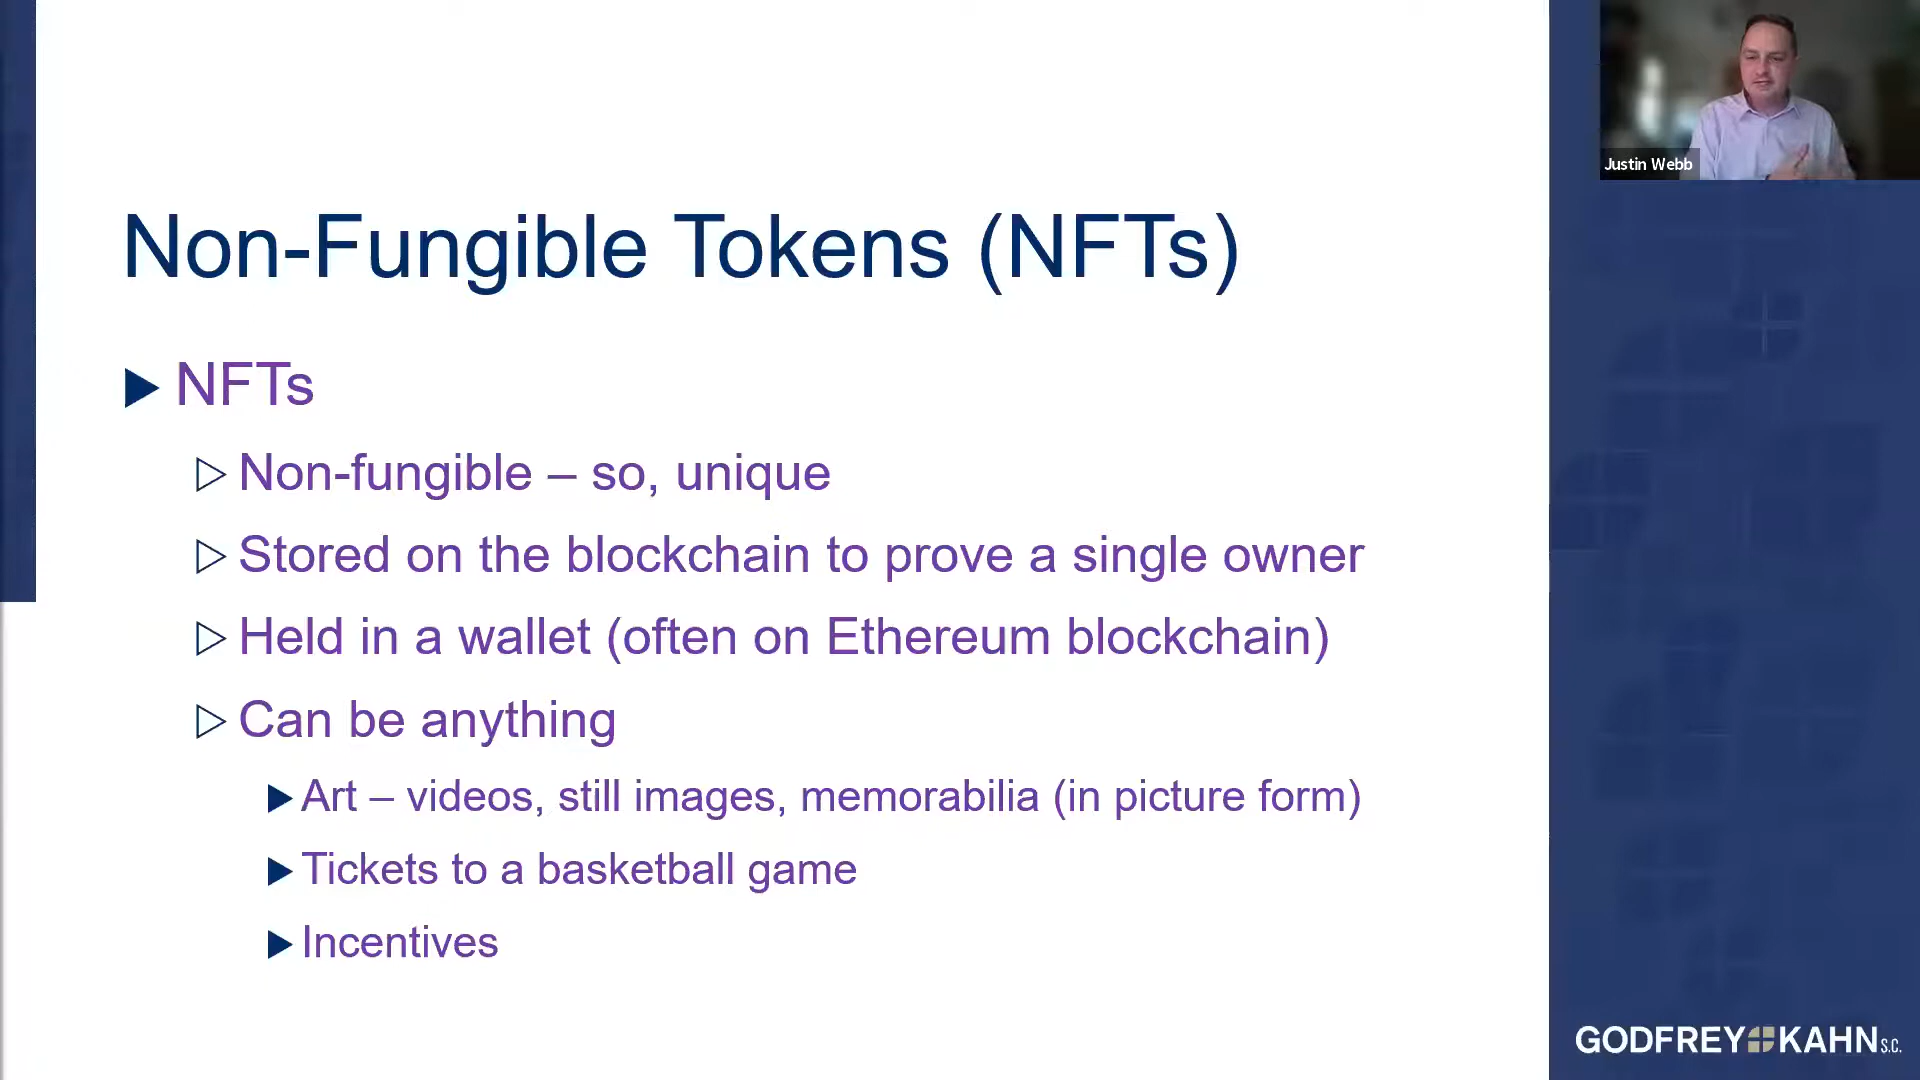 Justin Webb
Non-Fungible Tokens (NFTs)
NFTs
Non-fungible – so, unique
Stored on the blockchain to prove a single owner
Held in a wallet (often on Ethereum blockchain)
Can be anything
Art – videos, still images, memorabilia (in picture form)
Tickets to a basketball game
Incentives
GODFREY KAHN S.C.